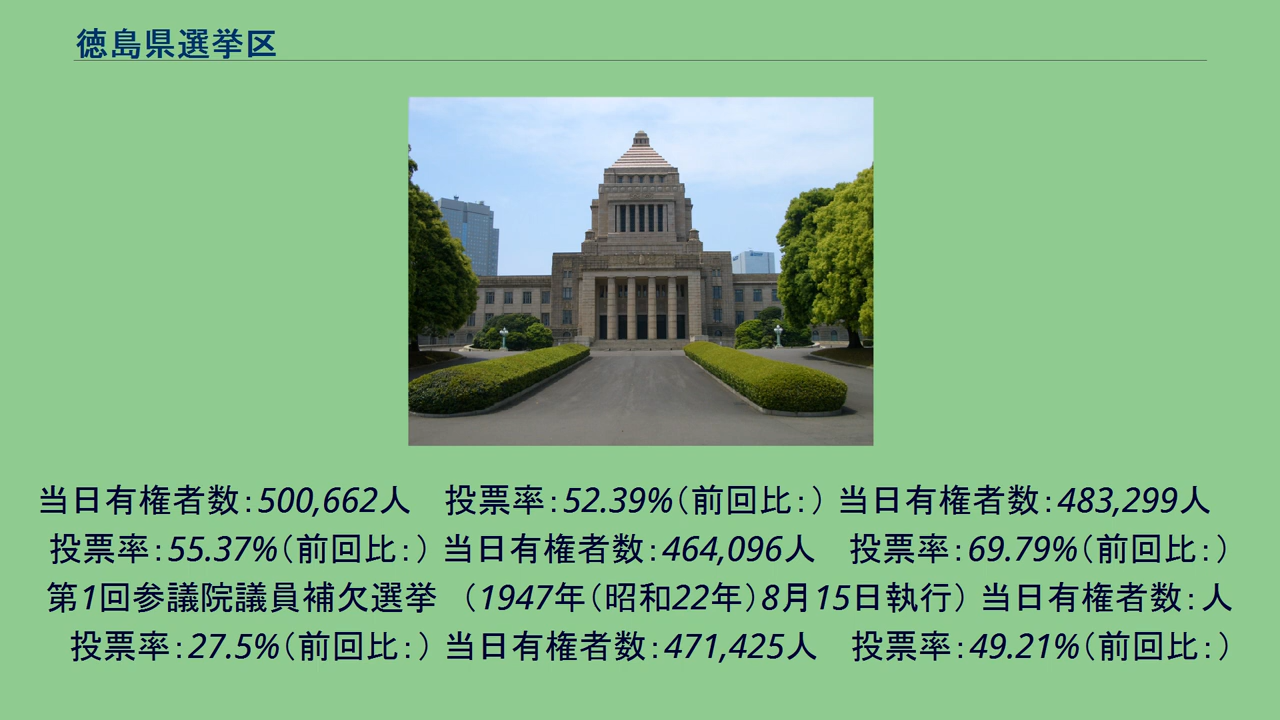 徳島県選挙区
当日有権者数：500,662人　投票率：52.39%（前回比：） 当日有権者数：483,299人
投票率：55.37%（前回比：） 当日有権者数：464,096人　投票率：69.79%（前回比：）
第1回参議院議員補欠選挙 （1947年（昭和22年）8月15日執行） 当日有権者数：人
投票率：27.5%（前回比：） 当日有権者数：471,425人　投票率：49.21%（前回比：）